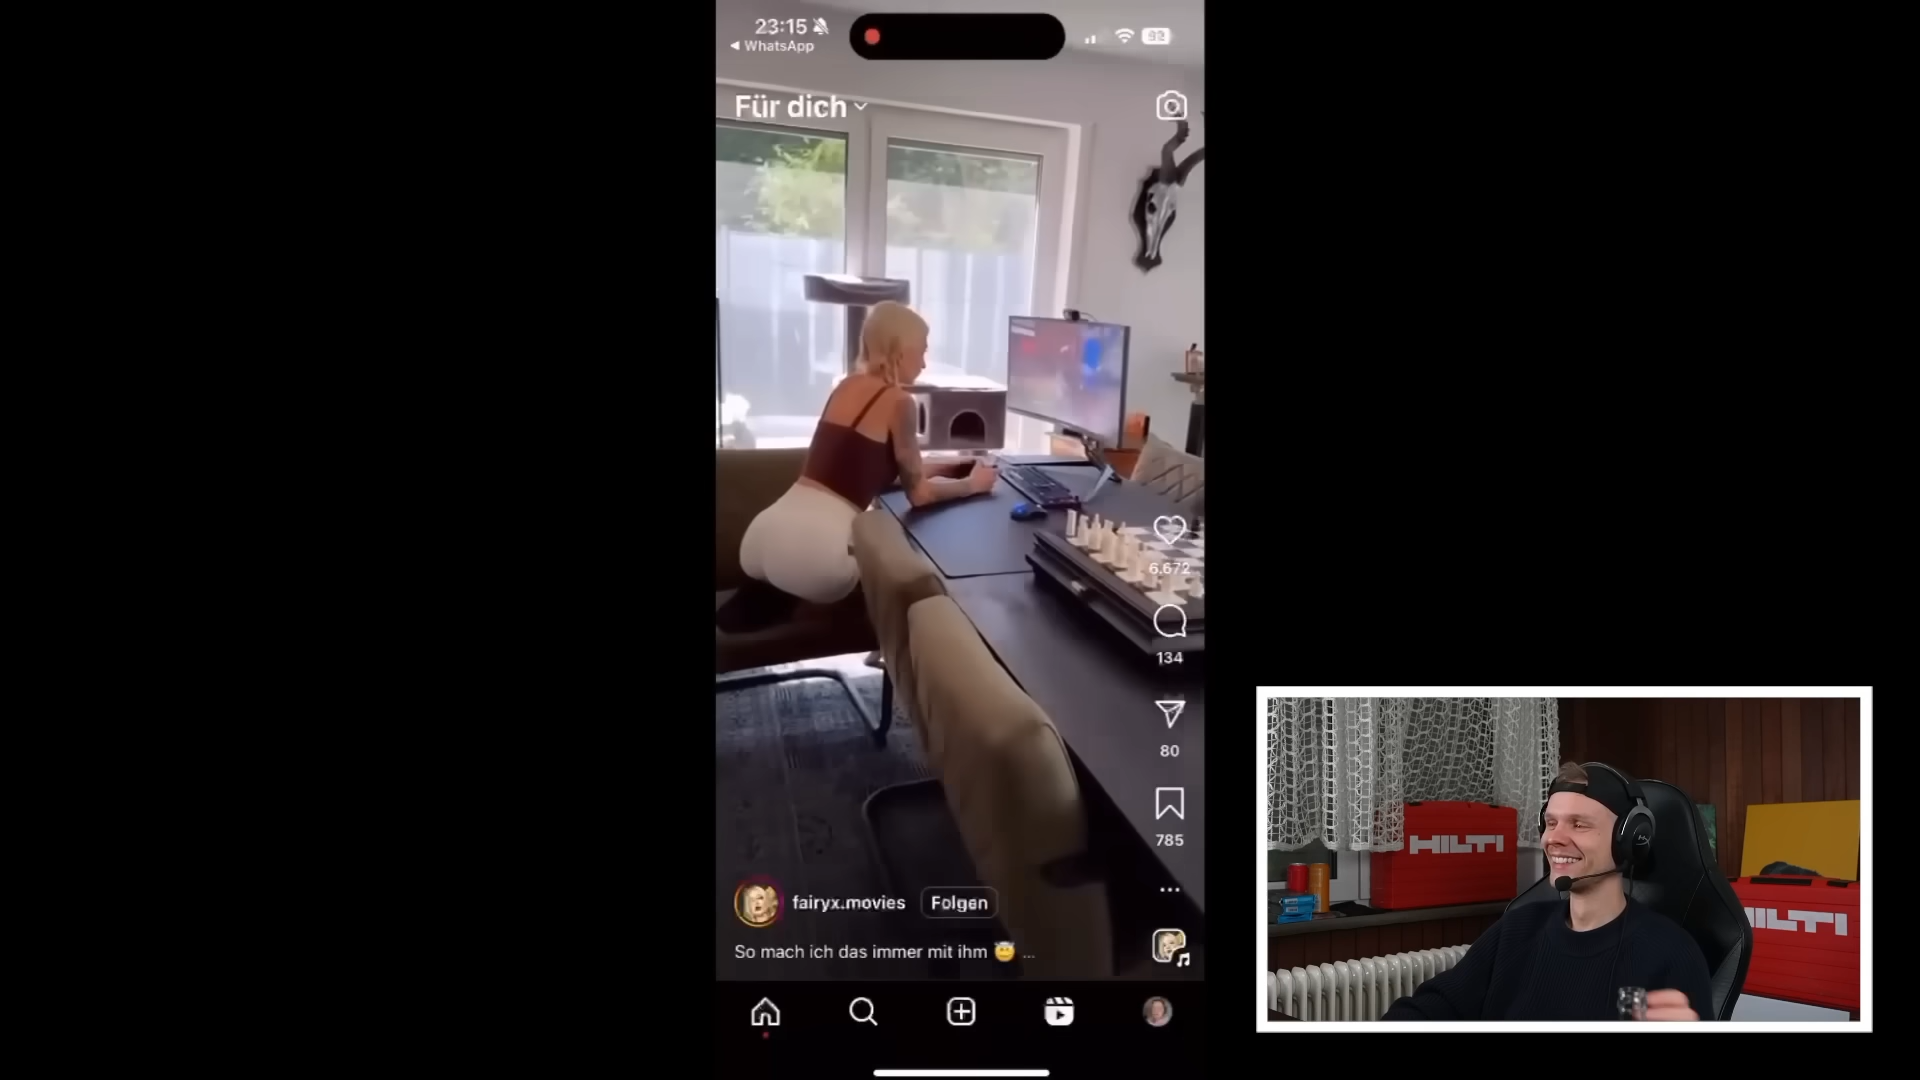 23:15
WhatsApp
92
Für dich
6.672
134
80
785
fairyx.movies
Folgen
So mach ich das immer mit ihm 😇 ...
HILTI
HILTI